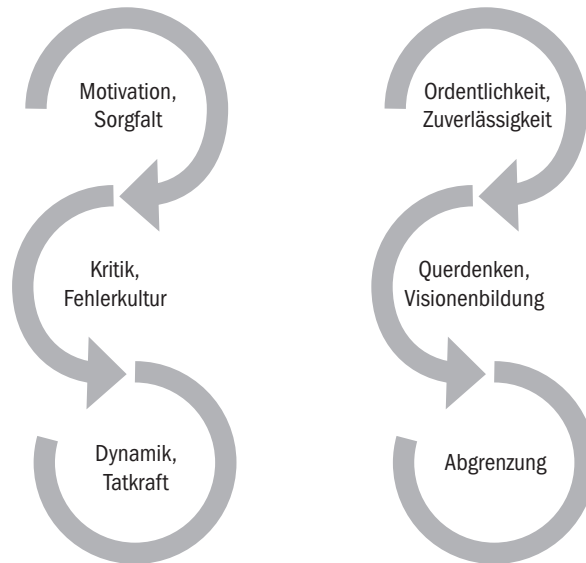 Motivation,
Sorgfalt
Kritik,
Fehlerkultur
Dynamik,
Tatkraft
Ordentlichkeit,
Zuverlässigkeit
Querdenken,
Visionenbildung
Abgrenzung